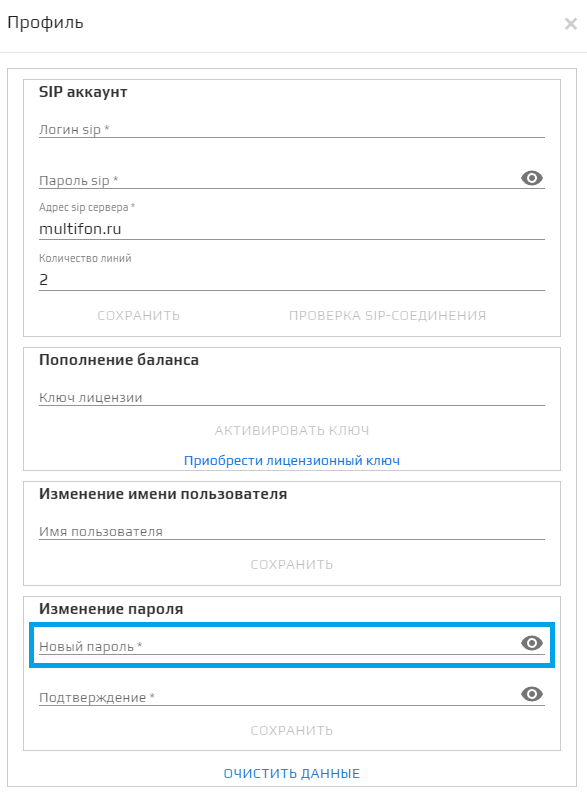 Профиль
SIP аккаунт
Логин sip *
Пароль sip *
Адрес sip сервера *
multifon.ru
Количество линий
2
СОХРАНИТЬ ПРОВЕРКА SIP-СОЕДИНЕНИЯ
Пополнение баланса
Ключ лицензии
АКТИВИРОВАТЬ КЛЮЧ
Приобрести лицензионный ключ
Изменение имени пользователя
Имя пользователя
СОХРАНИТЬ
Изменение пароля
Новый пароль *
Подтверждение *
СОХРАНИТЬ
ОЧИСТИТЬ ДАННЫЕ